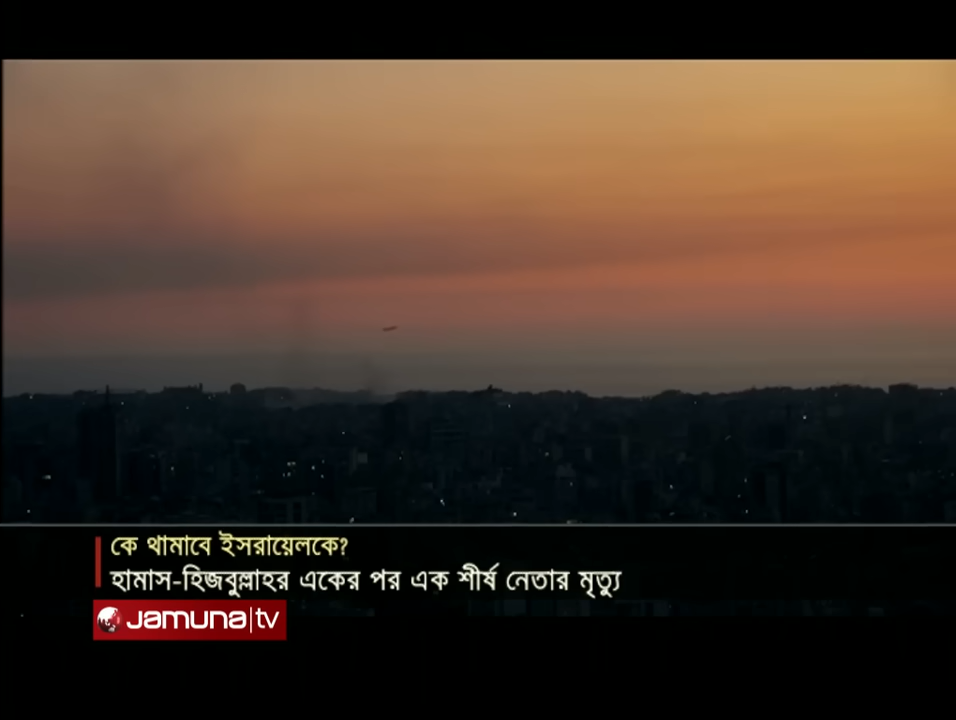 কে থামাবে ইসরায়েলকে?
হামাস-হিজবুল্লাহর একের পর এক শীর্ষ নেতার মৃত্যু
Jamuna|tv